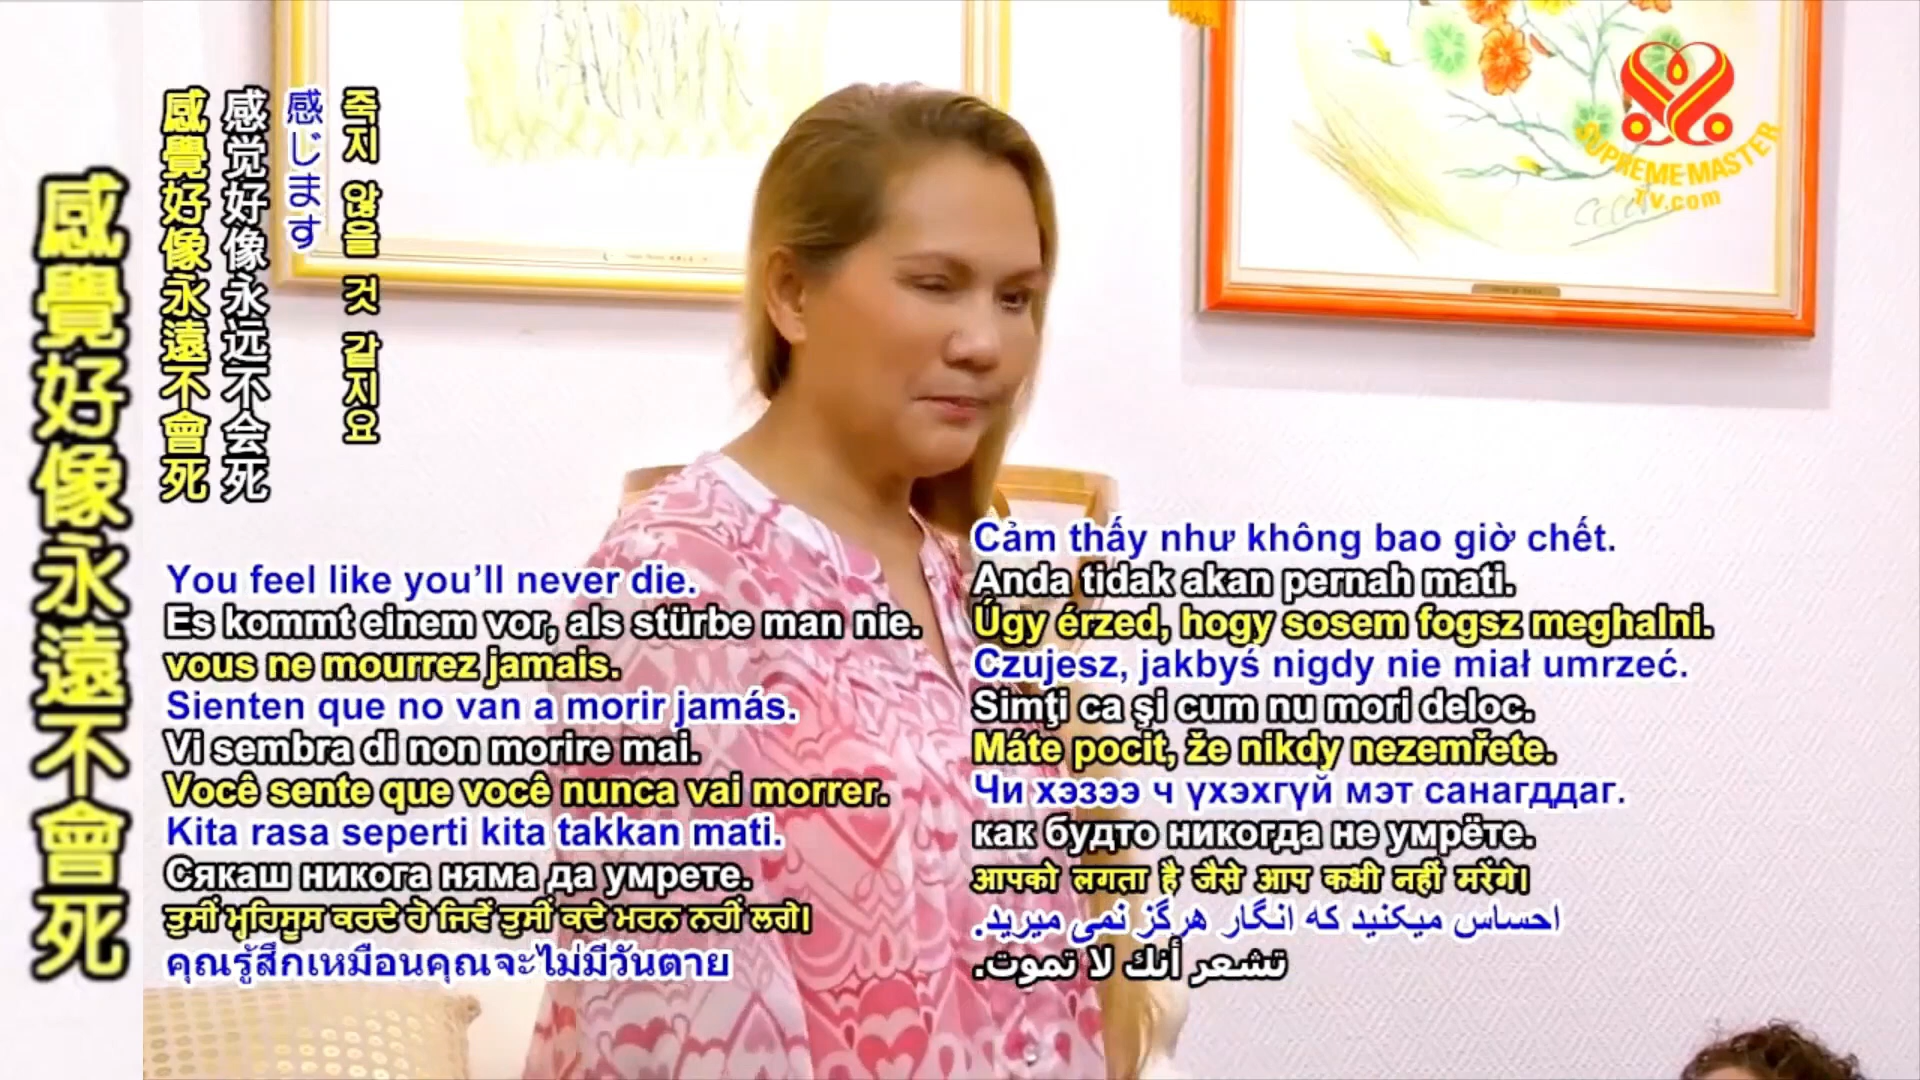 感覺好像永遠不會死
感覺好像永遠不會死
感觉好像永远不会死
感じます
죽지 않을 것 같지요
SUPREME MASTER
TV.com
You feel like you’ll never die.
Es kommt einem vor, als stürbe man nie.
vous ne mourrez jamais.
Sienten que no van a morir jamás.
Vi sembra di non morire mai.
Você sente que você nunca vai morrer.
Kita rasa seperti kita takkan mati.
Сякаш никога няма да умрете.
ਤੁਸੀਂ ਮੁਹਿਸੂਸ ਕਰਦੇ ਹੋ ਜਿਵੇਂ ਤੁਸੀਂ ਕਦੇ ਮਰਨ ਨਹੀਂ ਲਗੇ।
คุณรู้สึกเหมือนคุณจะไม่มีวันตาย
Cảm thấy như không bao giờ chết.
Anda tidak akan pernah mati.
Úgy érzed, hogy sosem fogsz meghalni.
Czujesz, jakbyś nigdy nie miał umrzeć.
Simţi ca şi cum nu mori deloc.
Máte pocit, že nikdy nezemřete.
Чи хэзээ ч үхэхгүй мэт санагддаг.
как будто никогда не умрёте.
आपको लगता है जैसे आप कभी नहीं मरेंगे।
احساس میکنید که انگار هرگز نمی میرید.
تشعر أنك لا تموت.